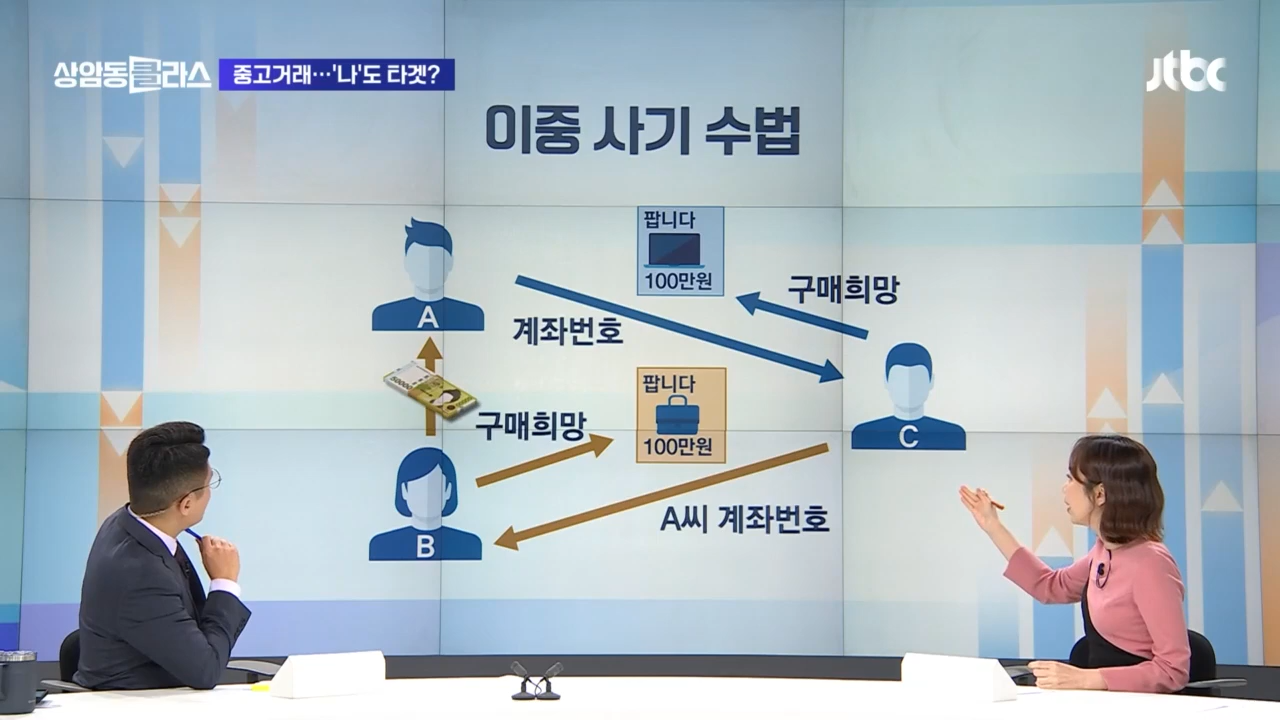 상암동클라스
중고거래…'나'도 타겟?
jtbc
이중 사기 수법
팝니다
100만원
구매희망
A
계좌번호
팝니다
100만원
구매희망
C
B
A씨 계좌번호
50000